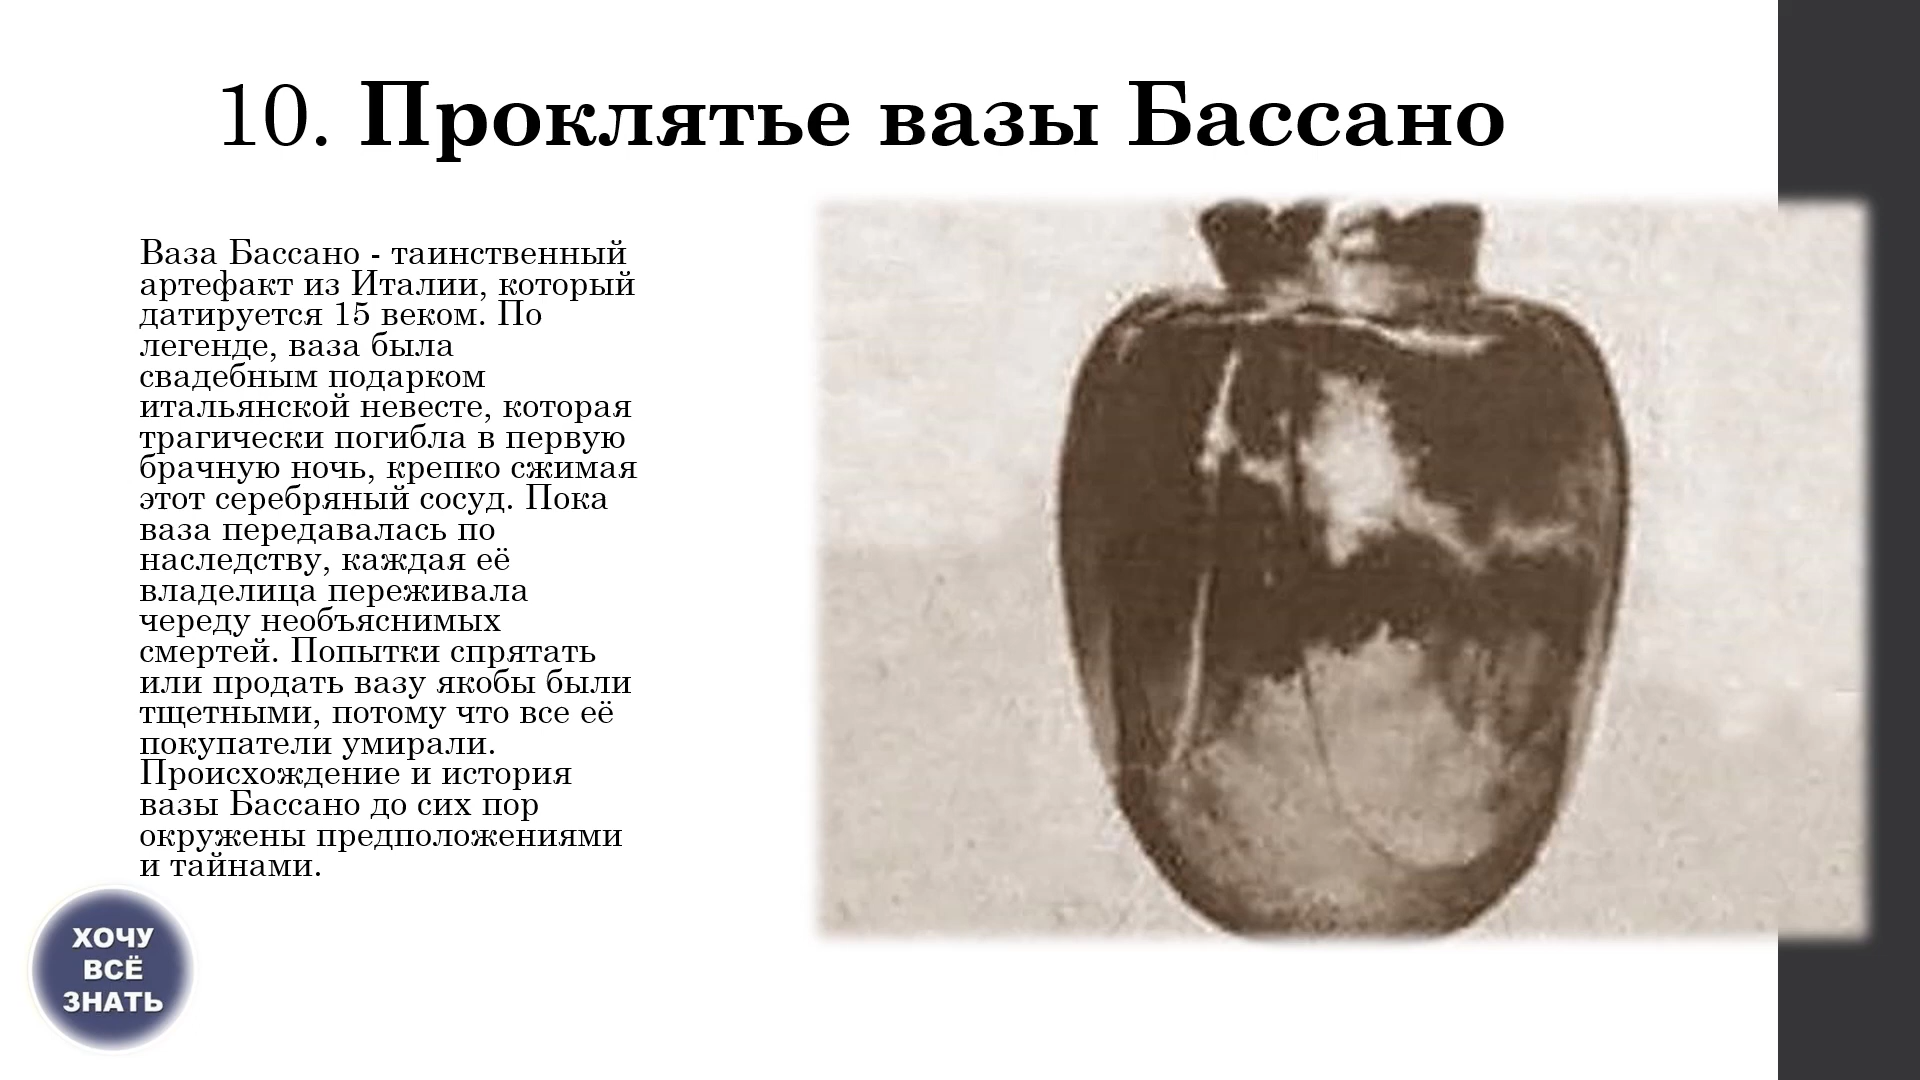 10. Проклятье вазы Бассано
Ваза Бассано - таинственный
артефакт из Италии, который
датируется 15 веком. По
легенде, ваза была
свадебным подарком
итальянской невесте, которая
трагически погибла в первую
брачную ночь, крепко сжимая
этот серебряный сосуд. Пока
ваза передавалась по
наследству, каждая её
владелица переживала
череду необъяснимых
смертей. Попытки спрятать
или продать вазу якобы были
тщетными, потому что все её
покупатели умирали.
Происхождение и история
вазы Бассано до сих пор
окружены предположениями
и тайнами.
ХОЧУ
ВСЁ
ЗНАТЬ